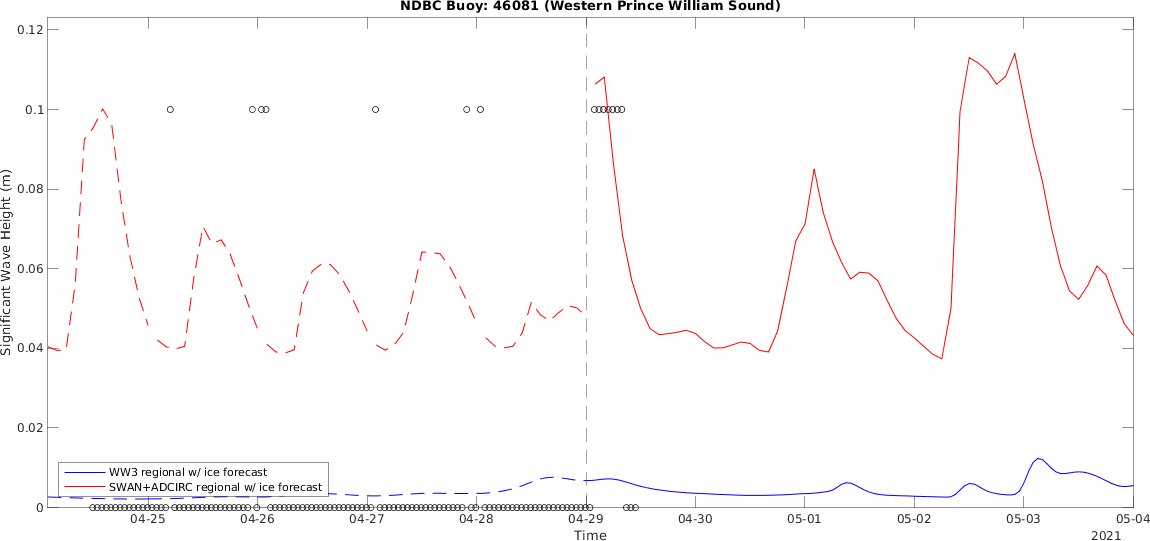 NDBC Buoy: 46081 (Western Prince William Sound)
0.12
0.1
0.08
0.06
0.04
0.02
0
Significant Wave Height (m)
WW3 regional w/ ice forecast
SWAN+ADCIRC regional w/ ice forecast
04-25 04-26 04-27 04-28 04-29 04-30 05-01 05-02 05-03 05-04
Time
2021